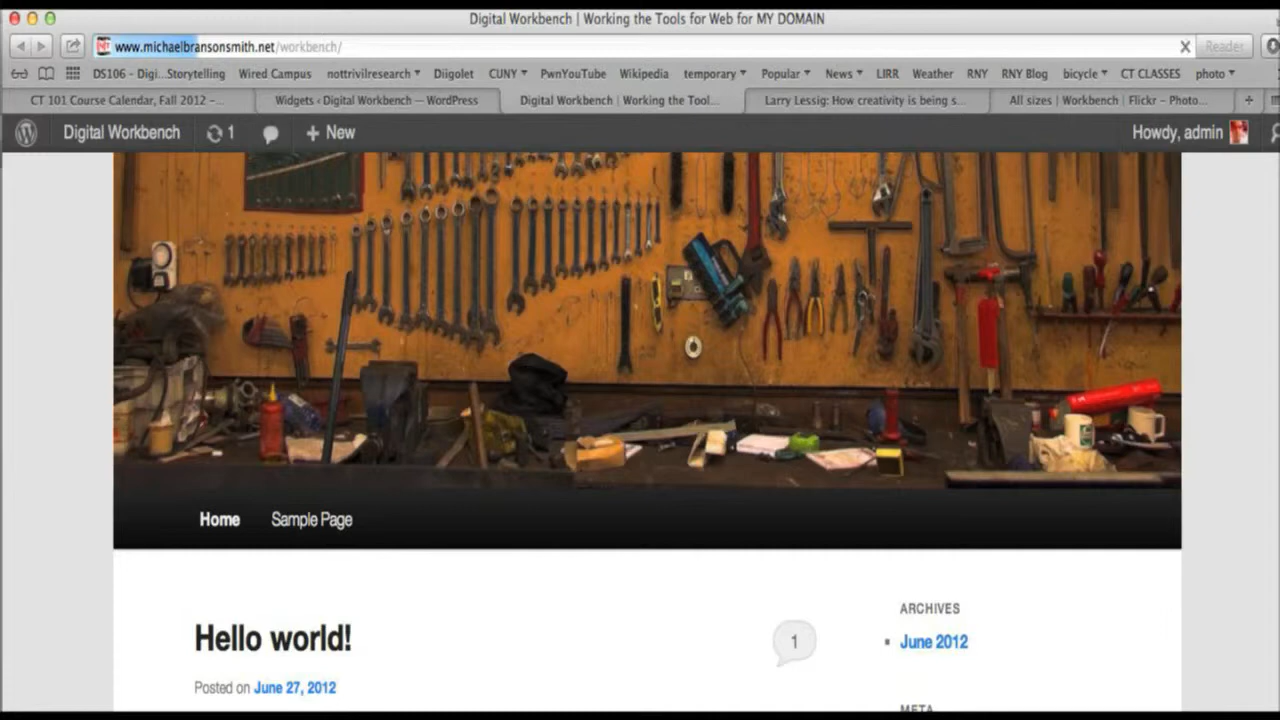 Digital Workbench | Working the Tools for Web for MY DOMAIN
www.michaelbransonsmith.net/workbench/ Reader
DS106 - Digi...Storytelling Wired Campus nottrivilresearch Diigolet CUNY PwnYouTube Wikipedia temporary Popular News LIRR Weather RNY RNY Blog bicycle CT CLASSES photo
CT 101 Course Calendar, Fall 2012 -... Widgets ‹ Digital Workbench — WordPress Digital Workbench | Working the Tool... Larry Lessig: How creativity is being s... All sizes | Workbench | Flickr - Photo... +
Digital Workbench 1 + New Howdy, admin
Home Sample Page
ARCHIVES
Hello world! 1 June 2012
Posted on June 27, 2012
META